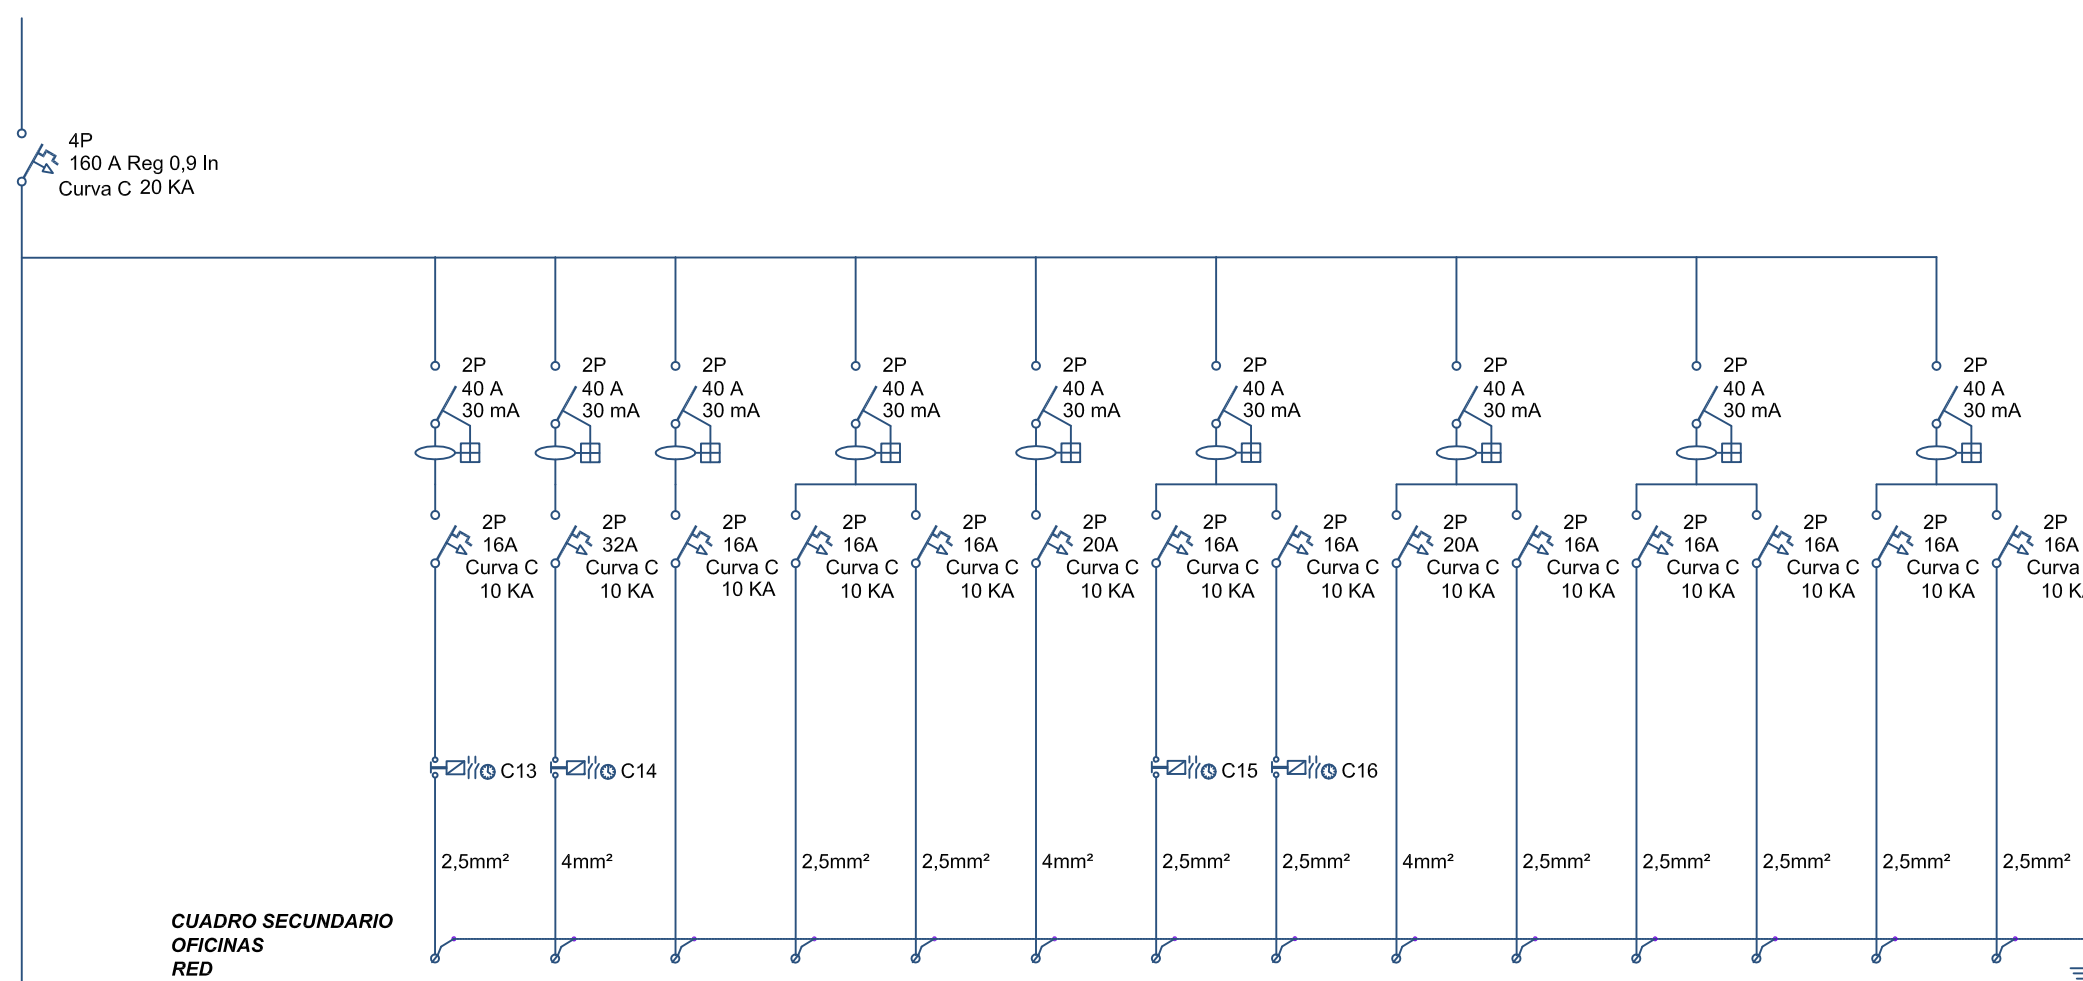 4P
160 A Reg 0,9 In
Curva C 20 KA
2P 2P 2P 2P 2P 2P 2P 2P 2P
40 A 40 A 40 A 40 A 40 A 40 A 40 A 40 A 40 A
30 mA 30 mA 30 mA 30 mA 30 mA 30 mA 30 mA 30 mA 30 mA
2P 2P 2P 2P 2P 2P 2P 2P 2P 2P 2P 2P 2P 2P
16A 32A 16A 16A 16A 20A 16A 16A 20A 16A 16A 16A 16A 16A
Curva C Curva C Curva C Curva C Curva C Curva C Curva C Curva C Curva C Curva C Curva C Curva C Curva C Curva
10 KA 10 KA 10 KA 10 KA 10 KA 10 KA 10 KA 10 KA 10 KA 10 KA 10 KA 10 KA 10 KA 10 K
C13 C14 C15 C16
2,5mm² 4mm² 2,5mm² 2,5mm² 4mm² 2,5mm² 2,5mm² 4mm² 2,5mm² 2,5mm² 2,5mm² 2,5mm² 2,5mm²
CUADRO SECUNDARIO
OFICINAS
RED